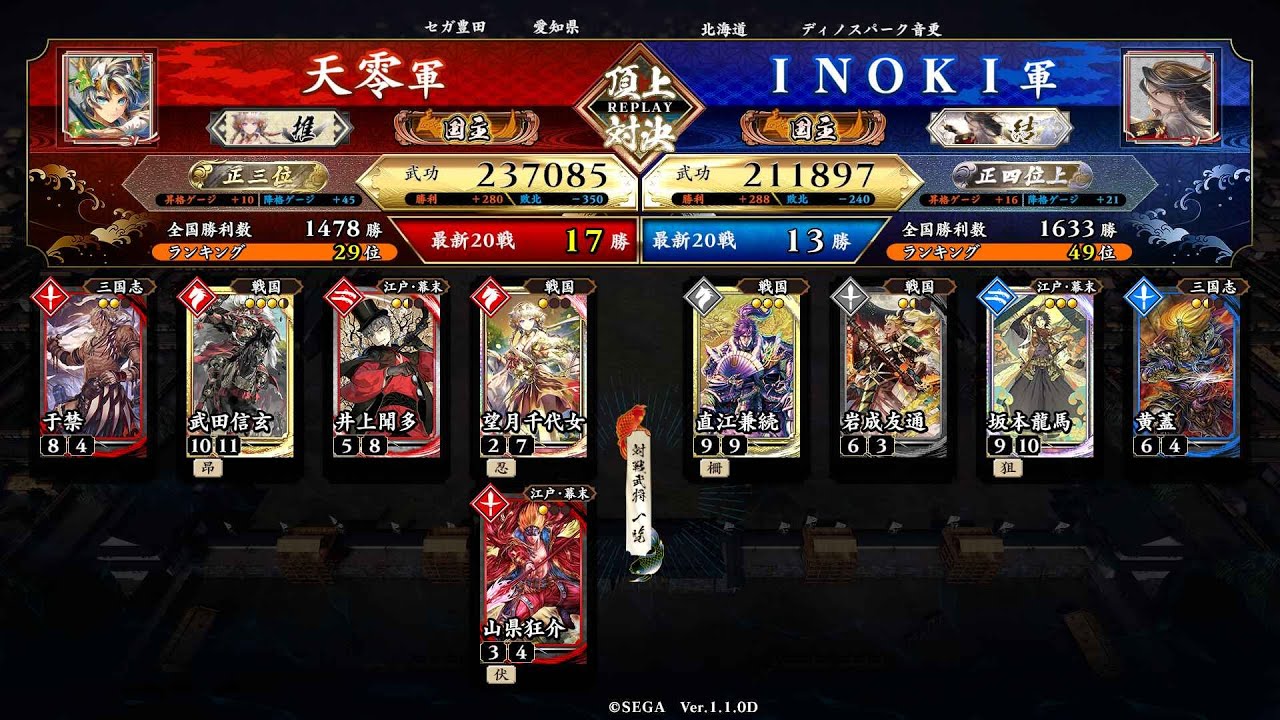 セガ豊田 愛知県 北海道 ディノスパーク音更
天零軍 頂上 REPLAY 対決 INOKI軍
推 国主 国主 結
正三位 武功 237085 武功 211897 正四位上
昇格ゲージ +10 降格ゲージ +45 勝利 +280 敗北 -350 勝利 +288 敗北 -240 昇格ゲージ +16 降格ゲージ +21
全国勝利数 1478勝 最新20戦 17勝 最新20戦 13勝 全国勝利数 1633勝
ランキング 29位 ランキング 49位
三国志 戦国 江戸・幕末 戦国 戦国 戦国 江戸・幕末 三国志
于禁 武田信玄 井上聞多 望月千代女 直江兼続 岩成友通 坂本龍馬 黄蓋
8 4 10 11 5 8 2 7 9 9 6 3 9 10 6 4
昴 忍 柵 狙
対戦武将一覧
江戸・幕末
山県狂介
3 4
伏
©SEGA Ver.1.1.0D